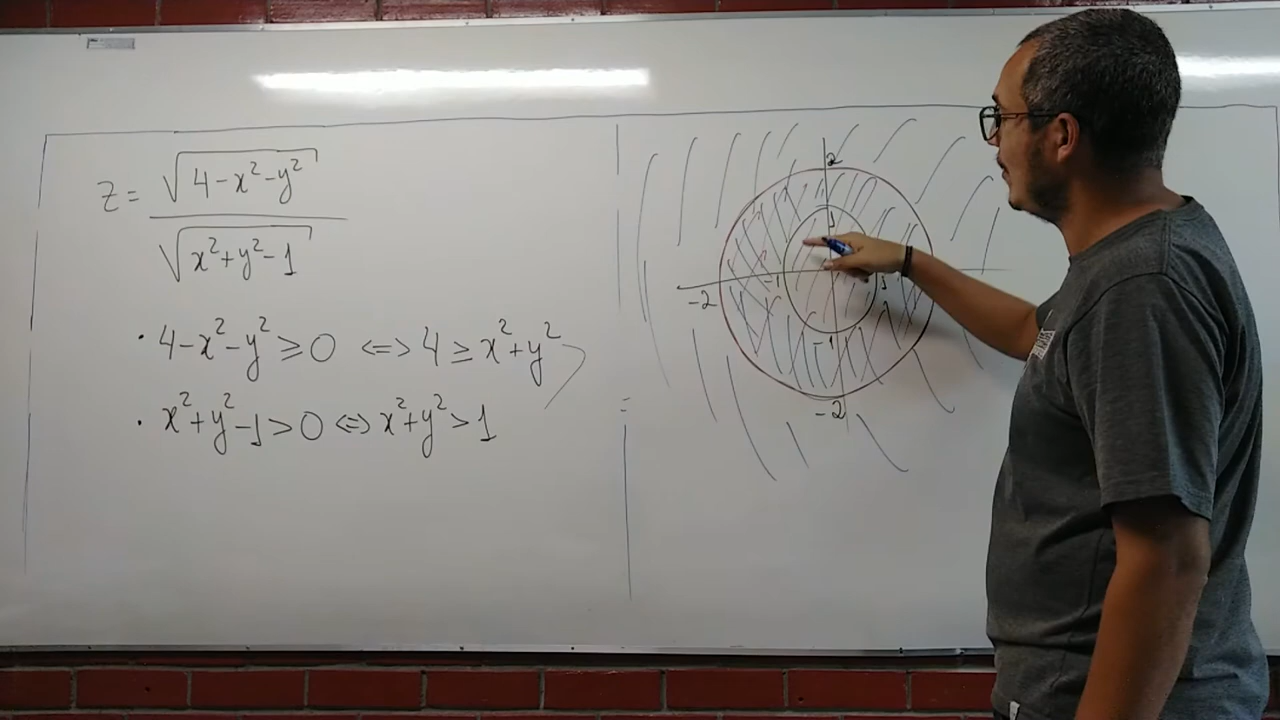 z = √(4-x²-y²) / √(x²+y²-1)
· 4-x²-y² ≥ 0 <=> 4 ≥ x²+y²
· x²+y²-1 > 0 <=> x²+y² > 1
2
1
-2
-1
1
-1
-2